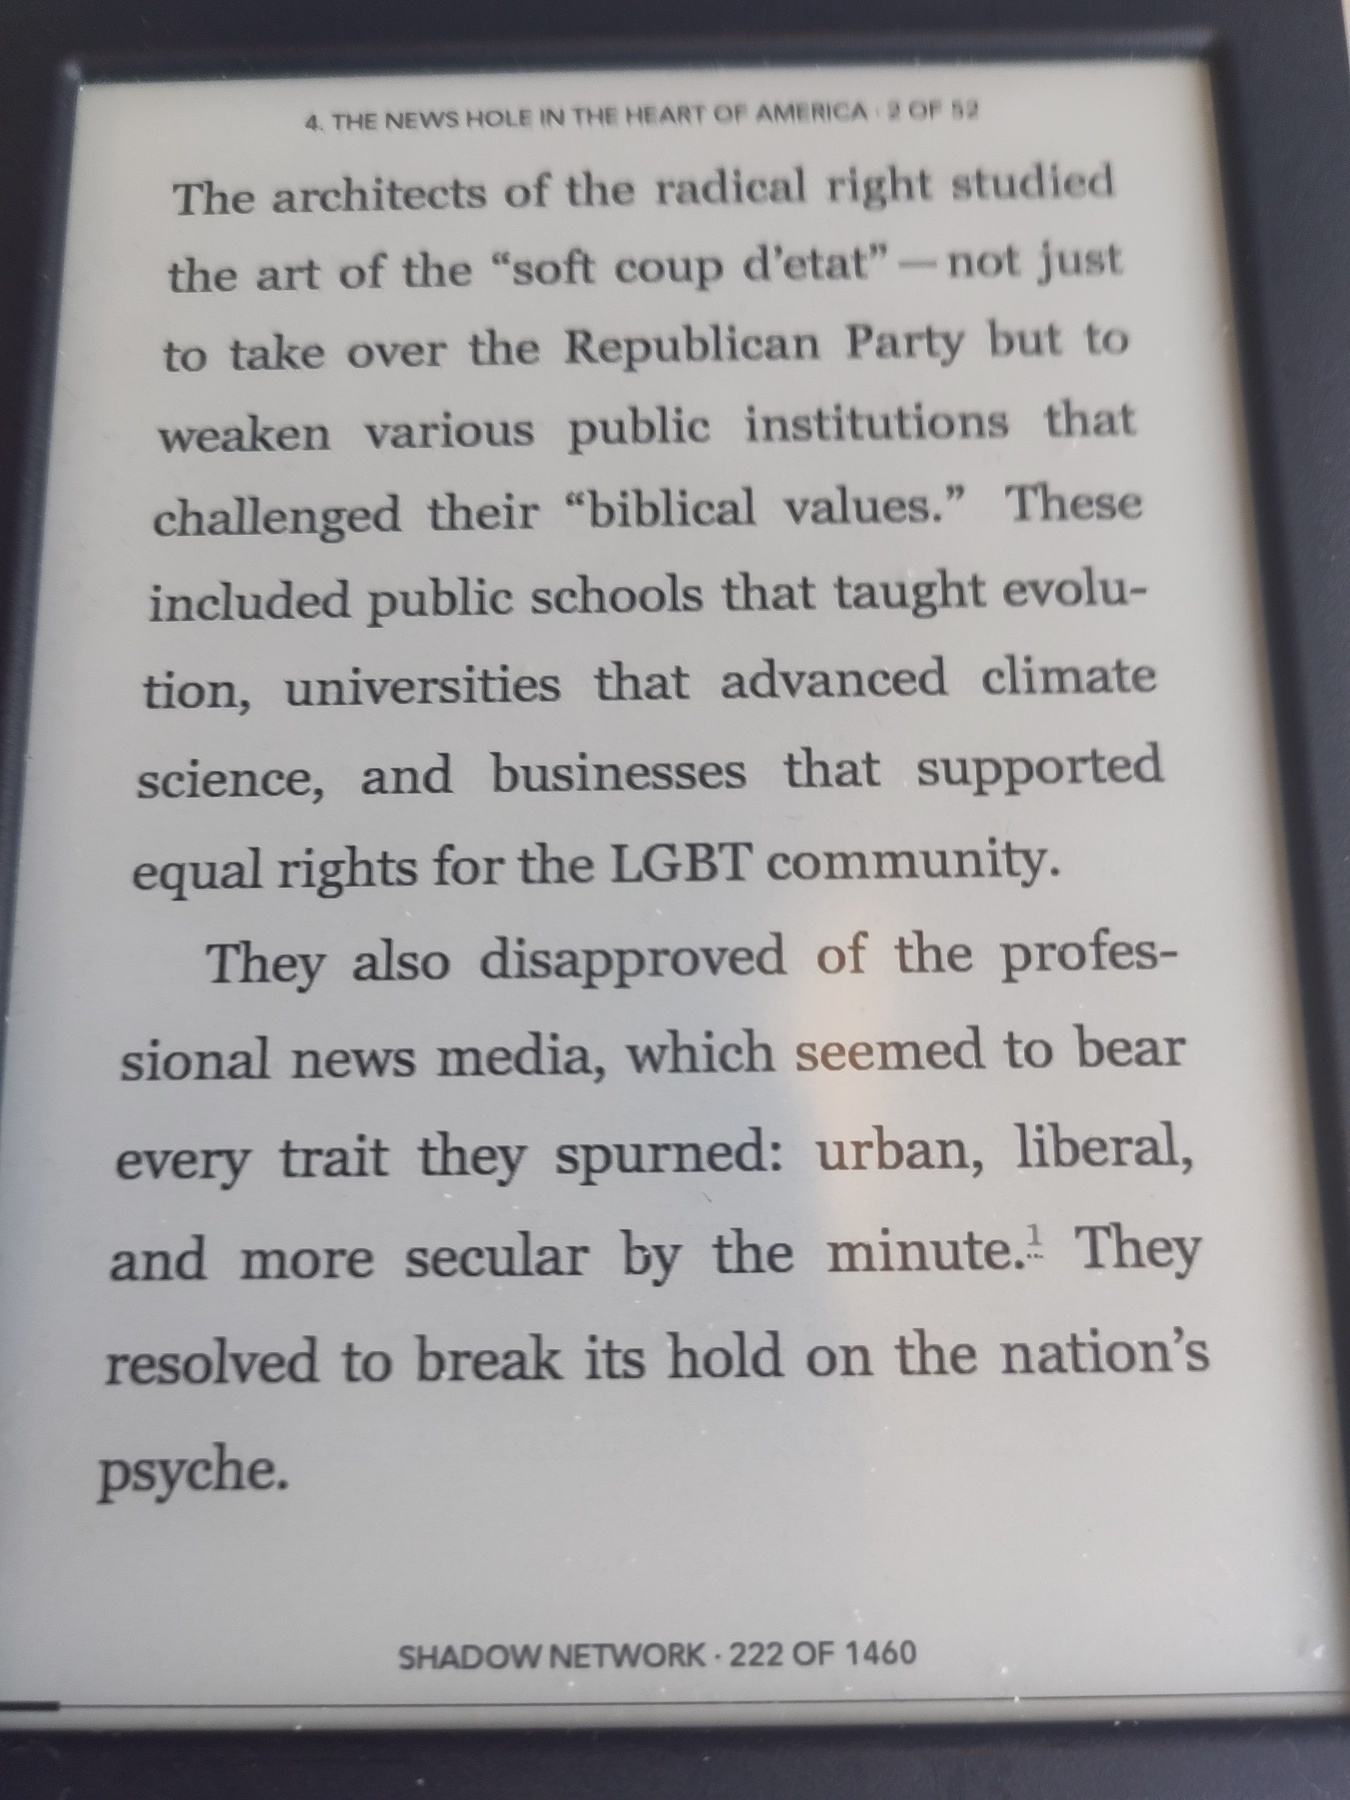 4. THE NEWS HOLE IN THE HEART OF AMERICA · 2 OF 52
The architects of the radical right studied
the art of the “soft coup d’etat”—not just
to take over the Republican Party but to
weaken various public institutions that
challenged their “biblical values.” These
included public schools that taught evolu-
tion, universities that advanced climate
science, and businesses that supported
equal rights for the LGBT community.
They also disapproved of the profes-
sional news media, which seemed to bear
every trait they spurned: urban, liberal,
and more secular by the minute.1 They
resolved to break its hold on the nation’s
psyche.
SHADOW NETWORK · 222 OF 1460